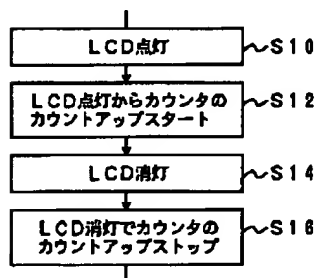 LCD点灯
S10
LCD点灯からカウンタの
カウントアップスタート
S12
LCD消灯
S14
LCD消灯でカウンタの
カウントアップストップ
S16